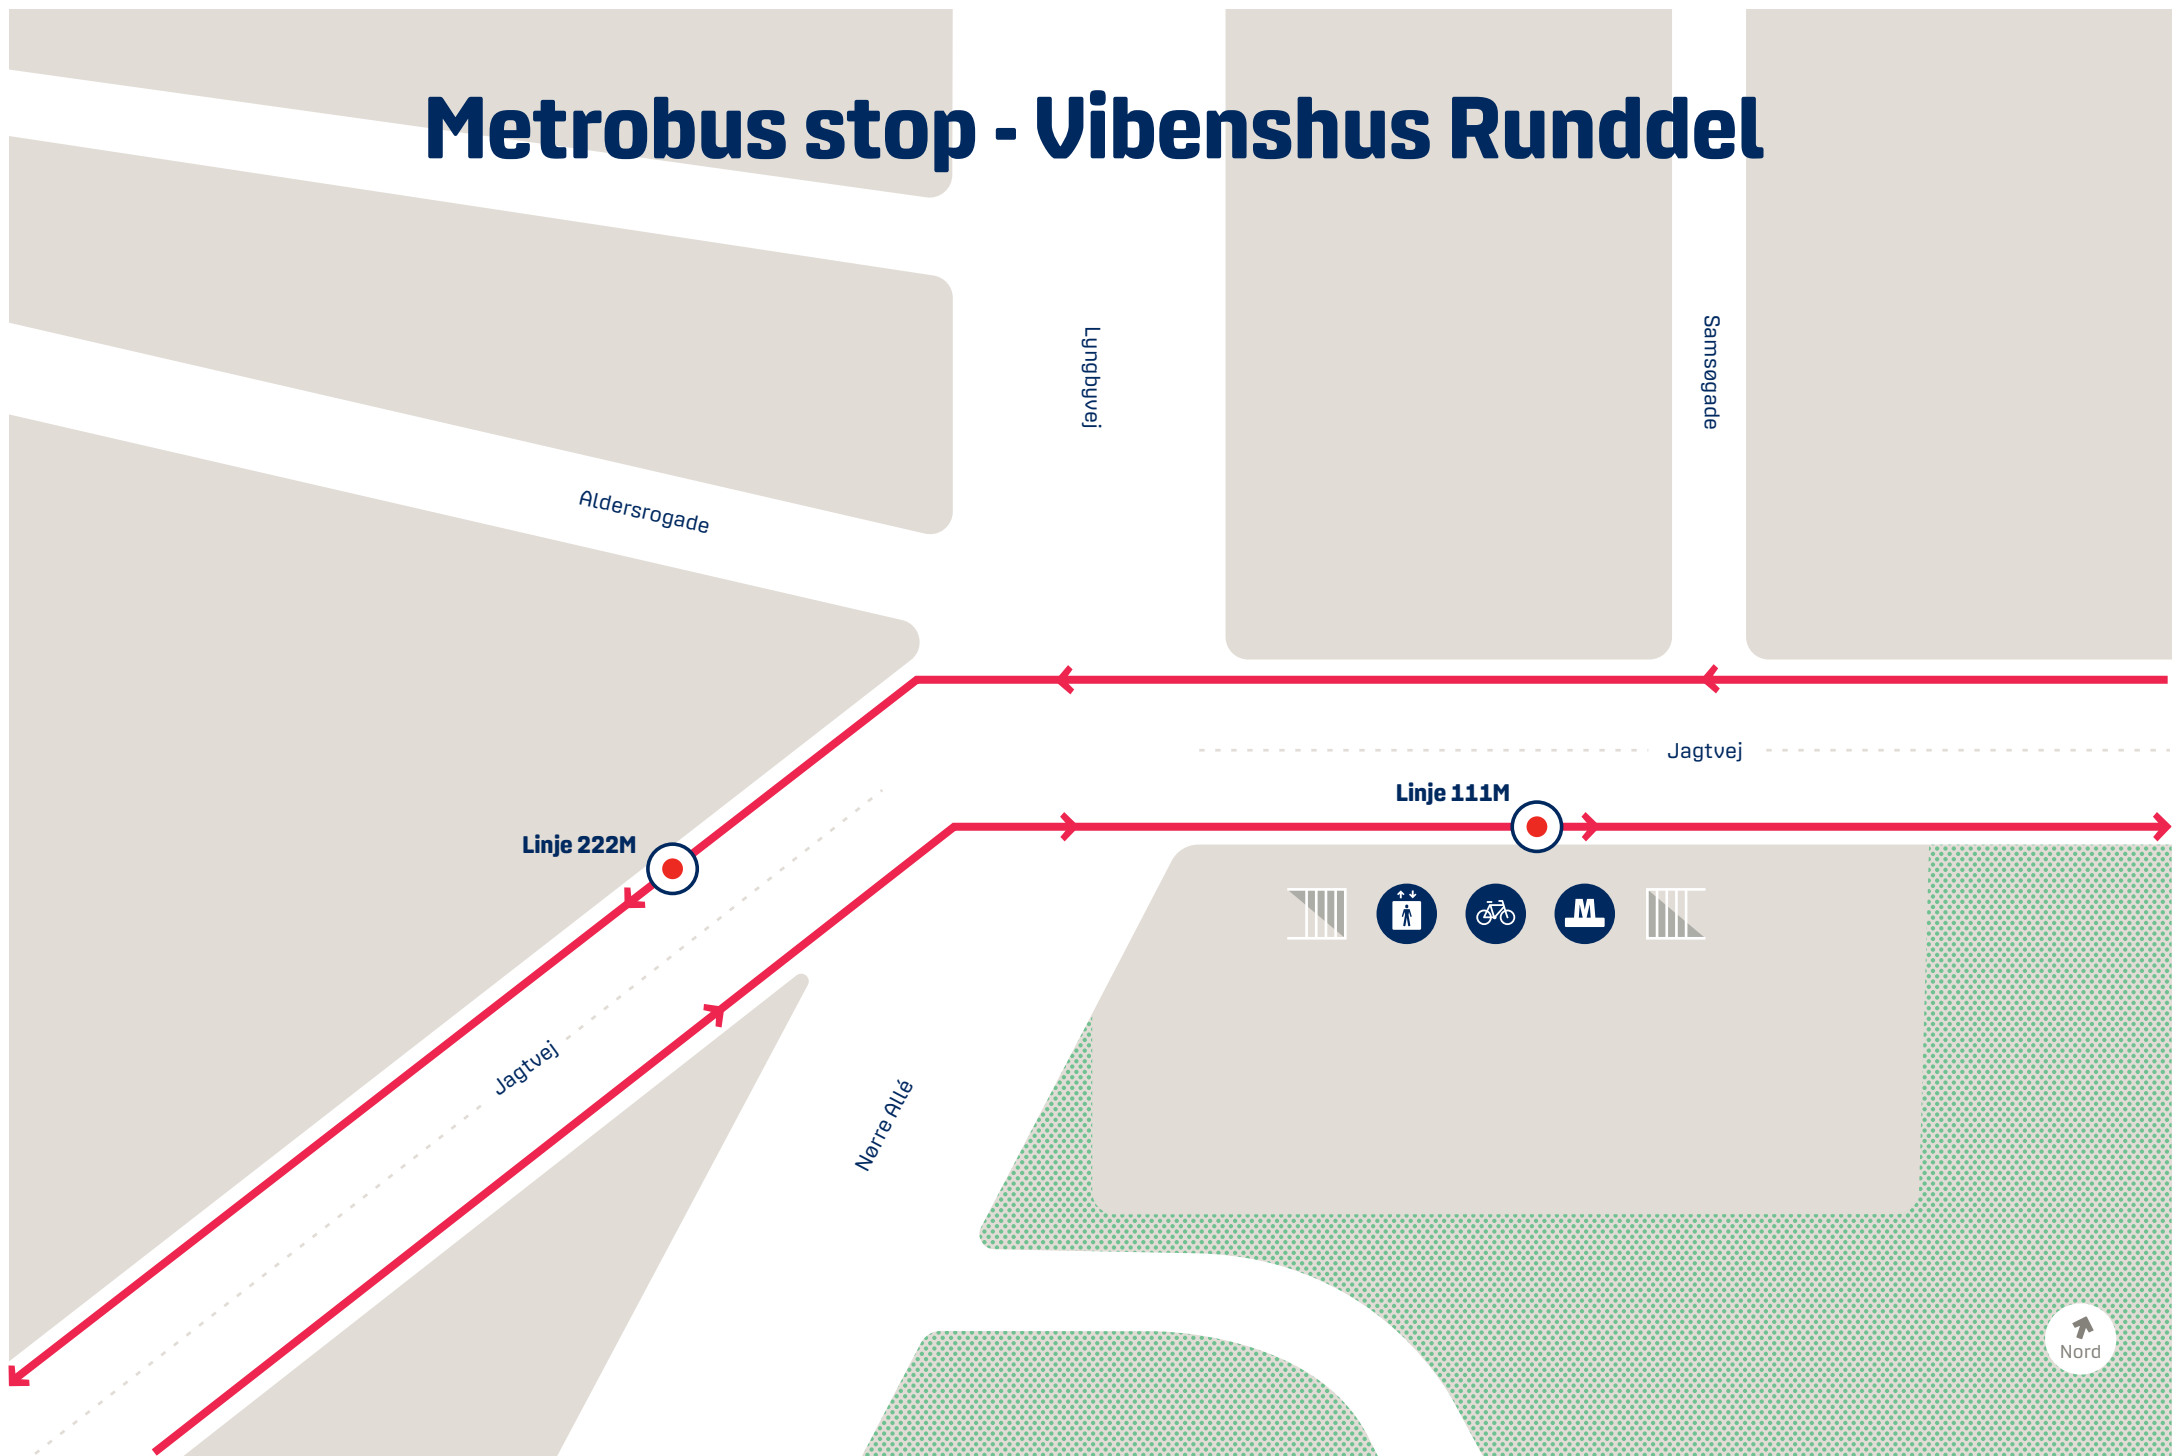 Metrobus stop - Vibenshus Runddel
Lyngbyvej
Samsøgade
Aldersrogade
Jagtvej
Linje 111M
Linje 222M
M
Jagtvej
Nørre Allé
Nord